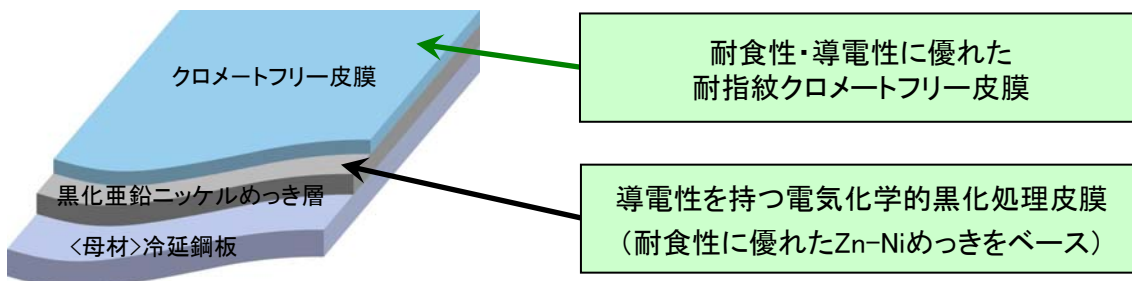 クロメートフリー皮膜
黒化亜鉛ニッケルめっき層
<母材>冷延鋼板
耐食性・導電性に優れた
耐指紋クロメートフリー皮膜
導電性を持つ電気化学的黒化処理皮膜
(耐食性に優れたZn-Niめっきをベース)